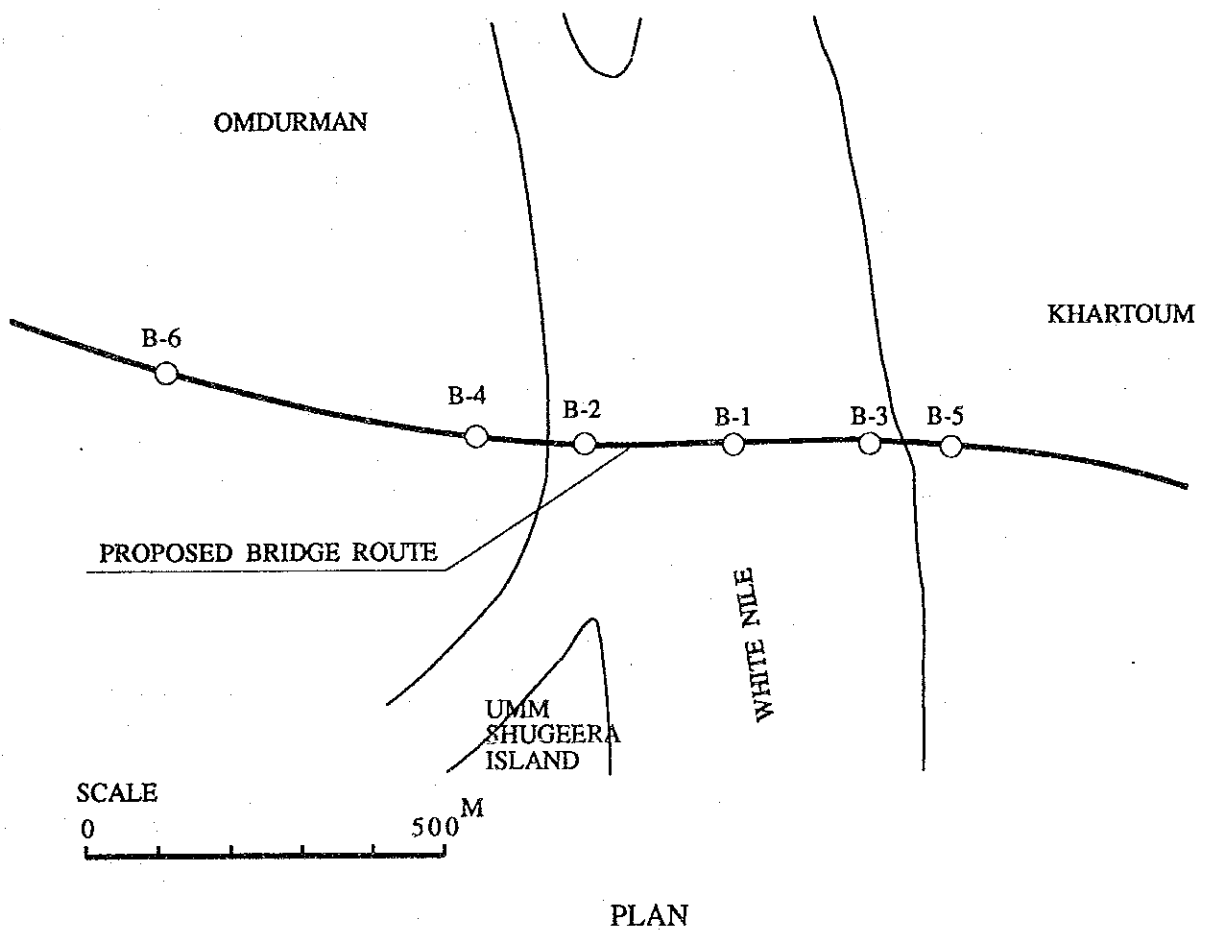 OMDURMAN
KHARTOUM
B-6
B-4
B-2
B-1
B-3
B-5
PROPOSED BRIDGE ROUTE
WHITE NILE
UMM
SHUGEERA
ISLAND
SCALE
0 500 M
PLAN